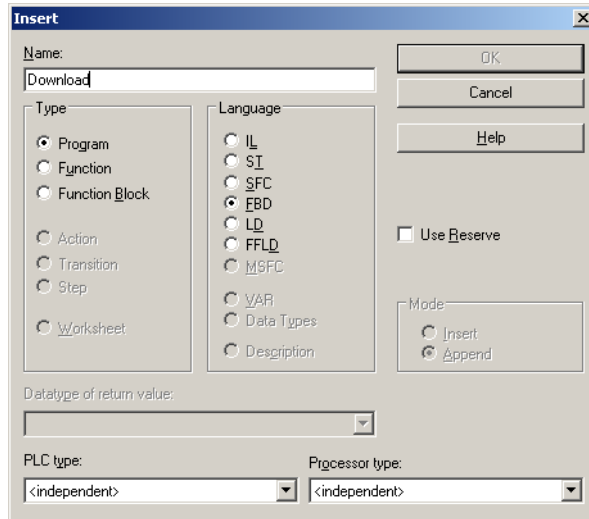 Insert
Name:
Download
OK
Cancel
Help
Type
Program
Function
Function Block
Action
Transition
Step
Worksheet
Language
IL
ST
SFC
FBD
LD
FFLD
MSFC
VAR
Data Types
Description
Use Reserve
Mode
Insert
Append
Datatype of return value:
PLC type:
<independent>
Processor type:
<independent>